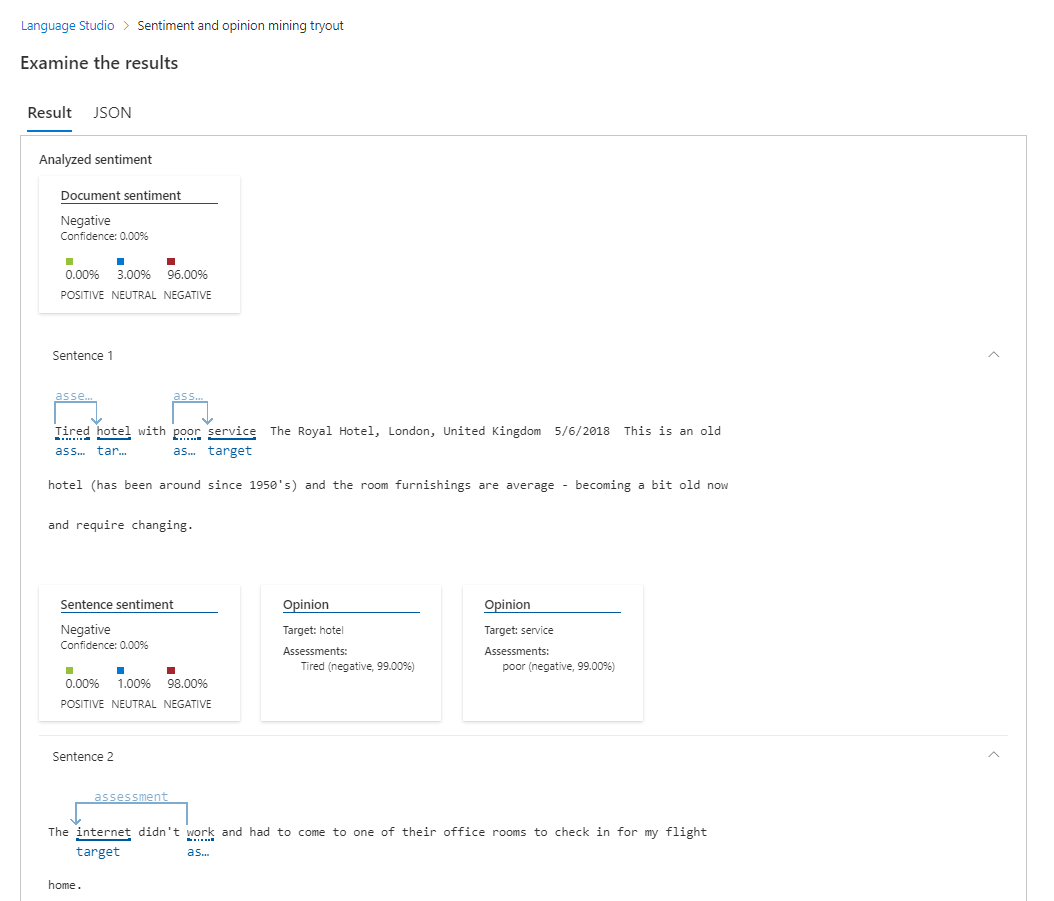 Language Studio > Sentiment and opinion mining tryout
Examine the results
Result JSON
Analyzed sentiment
Document sentiment
Negative
Confidence: 0.00%
0.00% 3.00% 96.00%
POSITIVE NEUTRAL NEGATIVE
Sentence 1
asse... ass...
Tired hotel with poor service The Royal Hotel, London, United Kingdom 5/6/2018 This is an old
ass... tar... as... target
hotel (has been around since 1950's) and the room furnishings are average - becoming a bit old now
and require changing.
Sentence sentiment
Negative
Confidence: 0.00%
0.00% 1.00% 98.00%
POSITIVE NEUTRAL NEGATIVE
Opinion
Target: hotel
Assessments:
Tired (negative, 99.00%)
Opinion
Target: service
Assessments:
poor (negative, 99.00%)
Sentence 2
assessment
The internet didn't work and had to come to one of their office rooms to check in for my flight
target as...
home.